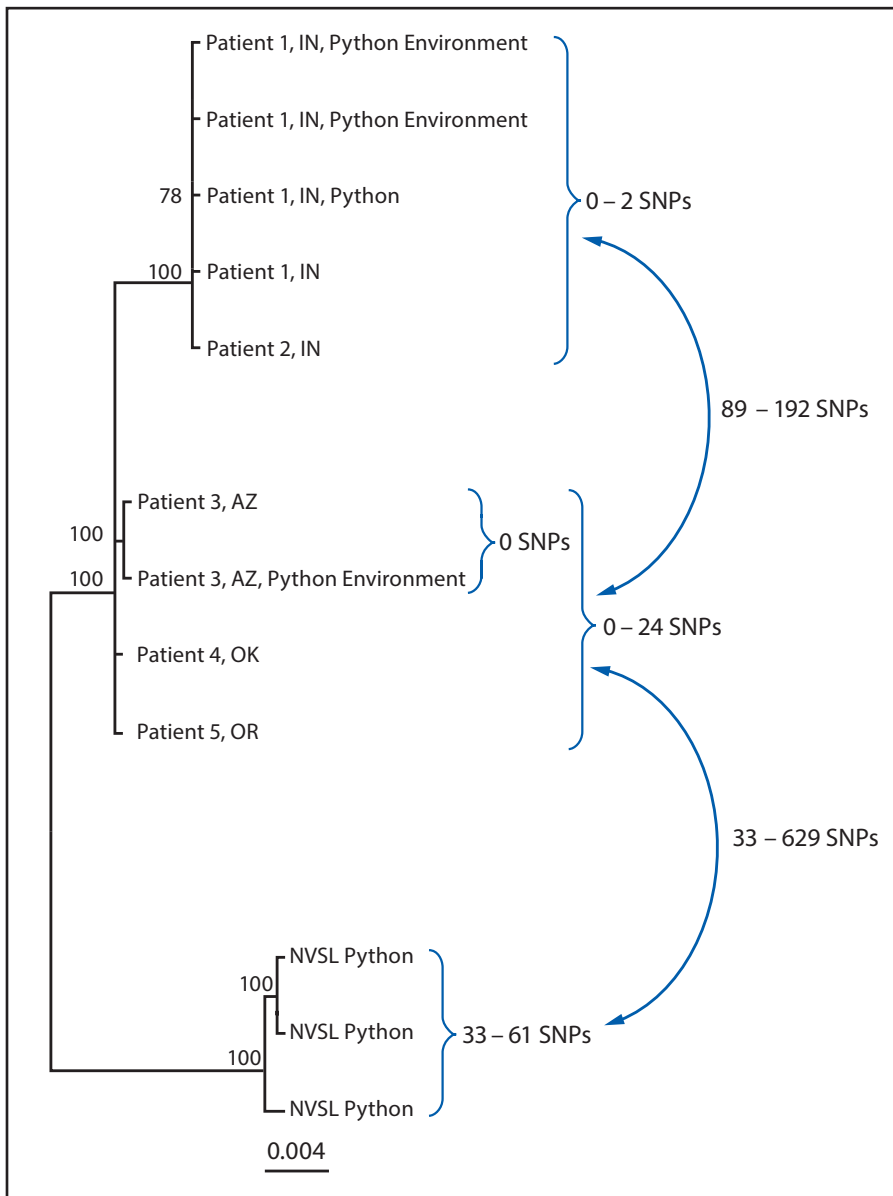 Patient 1, IN, Python Environment
Patient 1, IN, Python Environment
78
Patient 1, IN, Python
0 – 2 SNPs
100
Patient 1, IN
Patient 2, IN
89 – 192 SNPs
Patient 3, AZ
100
0 SNPs
100
Patient 3, AZ, Python Environment
0 – 24 SNPs
Patient 4, OK
Patient 5, OR
33 – 629 SNPs
NVSL Python
100
NVSL Python
33 – 61 SNPs
100
NVSL Python
0.004